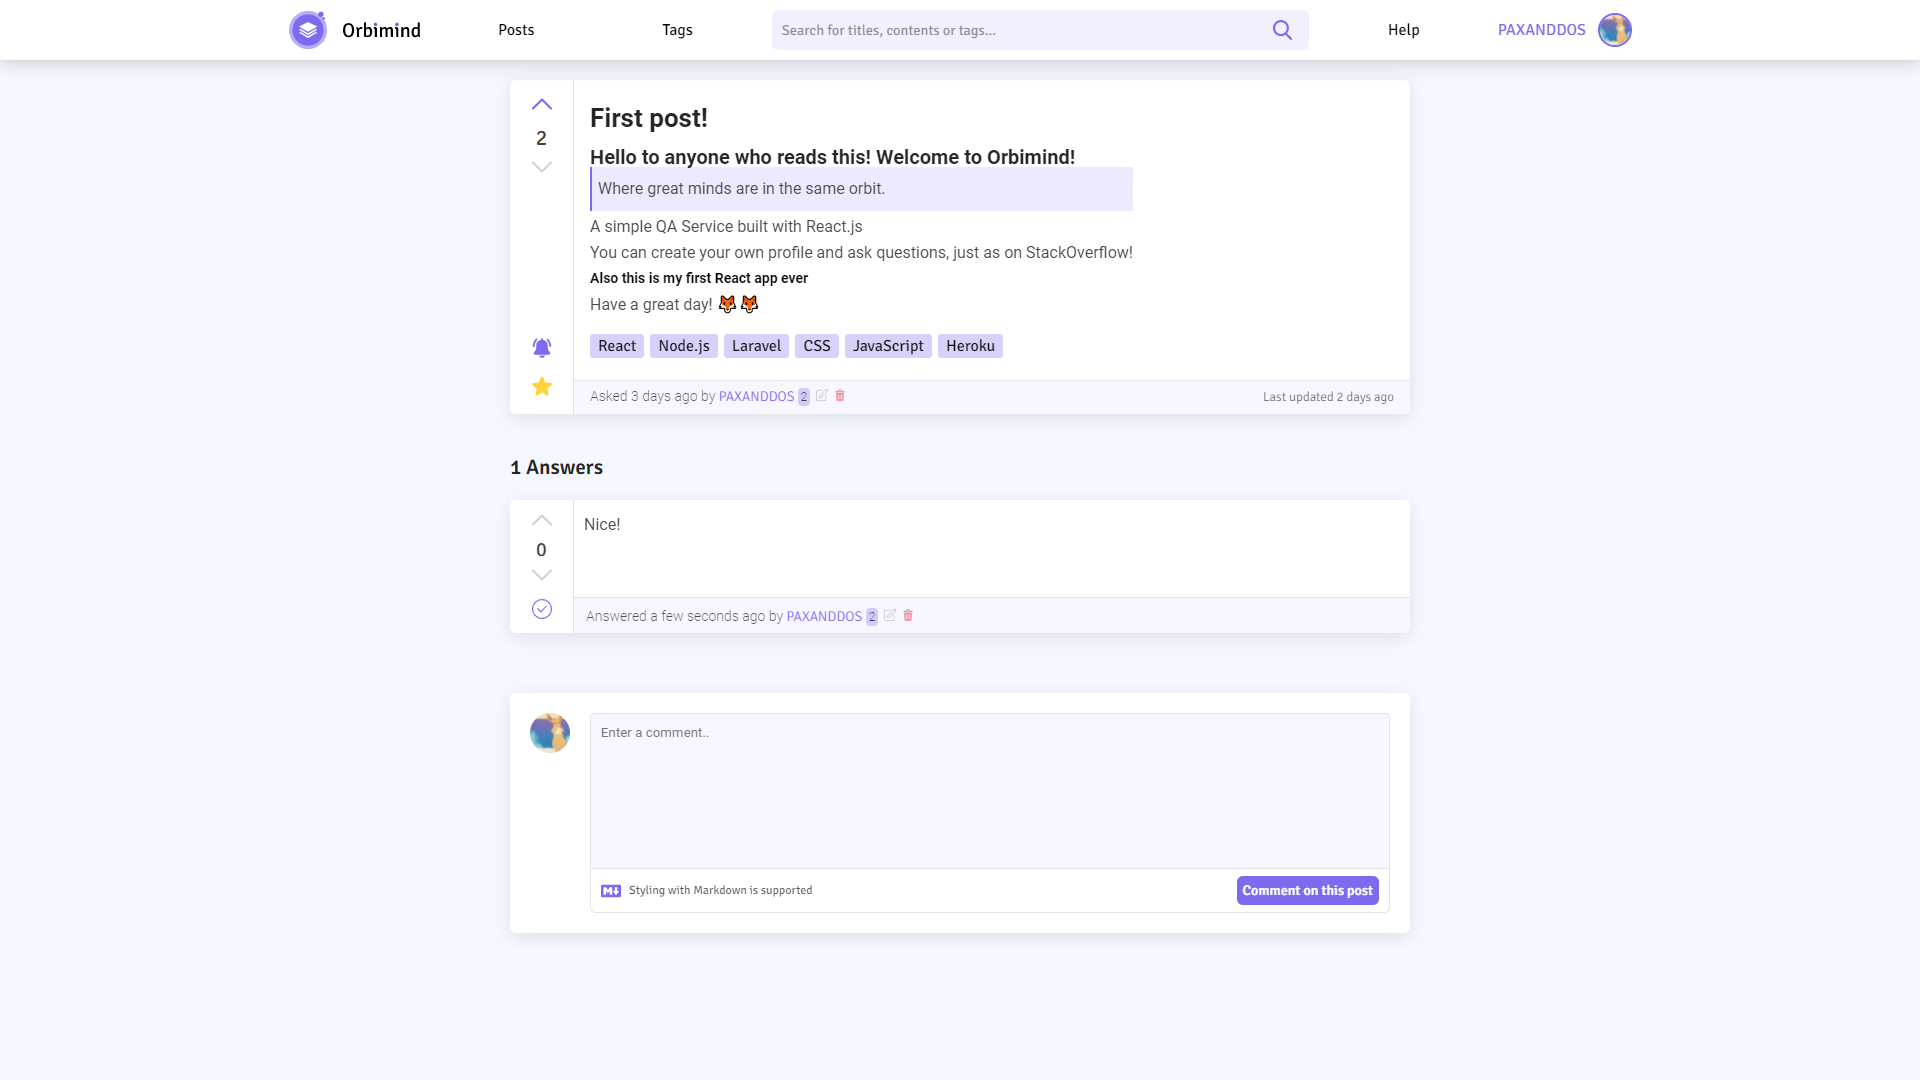 Orbimind
Posts
Tags
Search for titles, contents or tags...
Help
PAXANDDOS
2
First post!
Hello to anyone who reads this! Welcome to Orbimind!
Where great minds are in the same orbit.
A simple QA Service built with React.js
You can create your own profile and ask questions, just as on StackOverflow!
Also this is my first React app ever
Have a great day! 🦊🦊
React Node.js Laravel CSS JavaScript Heroku
Asked 3 days ago by PAXANDDOS 2
Last updated 2 days ago
1 Answers
0
Nice!
Answered a few seconds ago by PAXANDDOS 2
Enter a comment..
M Styling with Markdown is supported
Comment on this post